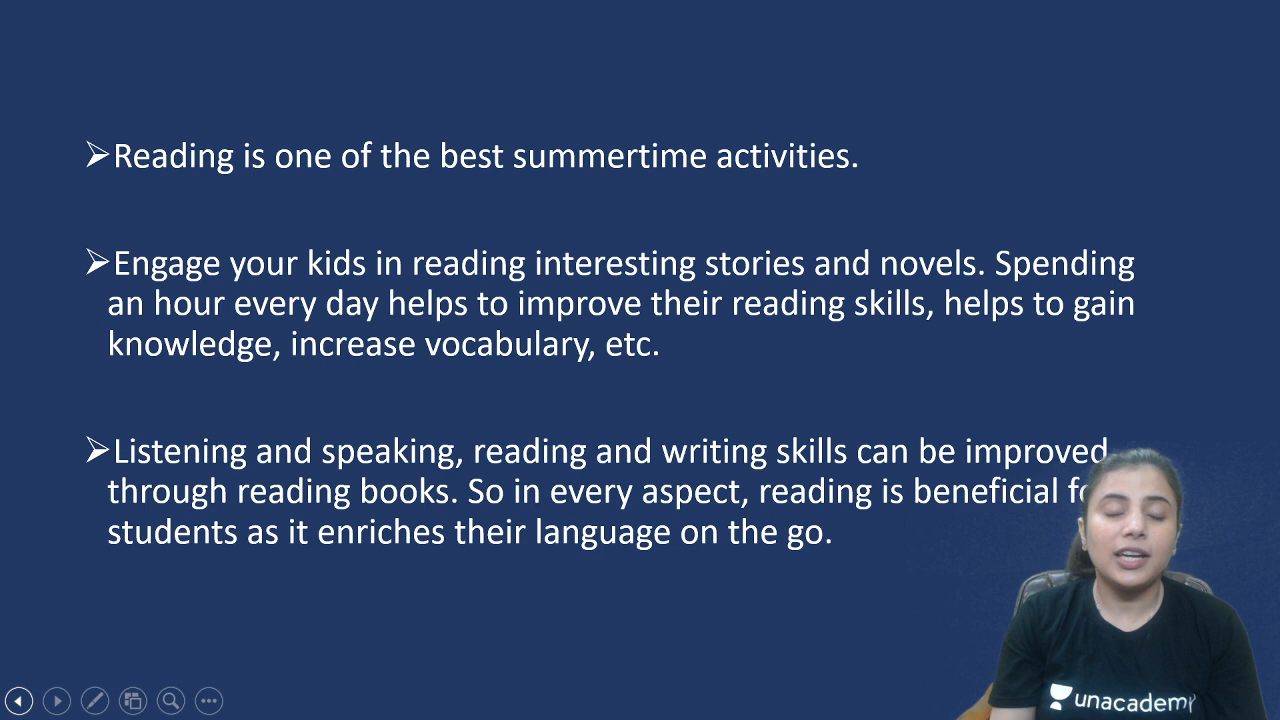 ➢Reading is one of the best summertime activities.
➢Engage your kids in reading interesting stories and novels. Spending
an hour every day helps to improve their reading skills, helps to gain
knowledge, increase vocabulary, etc.
➢Listening and speaking, reading and writing skills can be improved
through reading books. So in every aspect, reading is beneficial
students as it enriches their language on the go.
unacademy